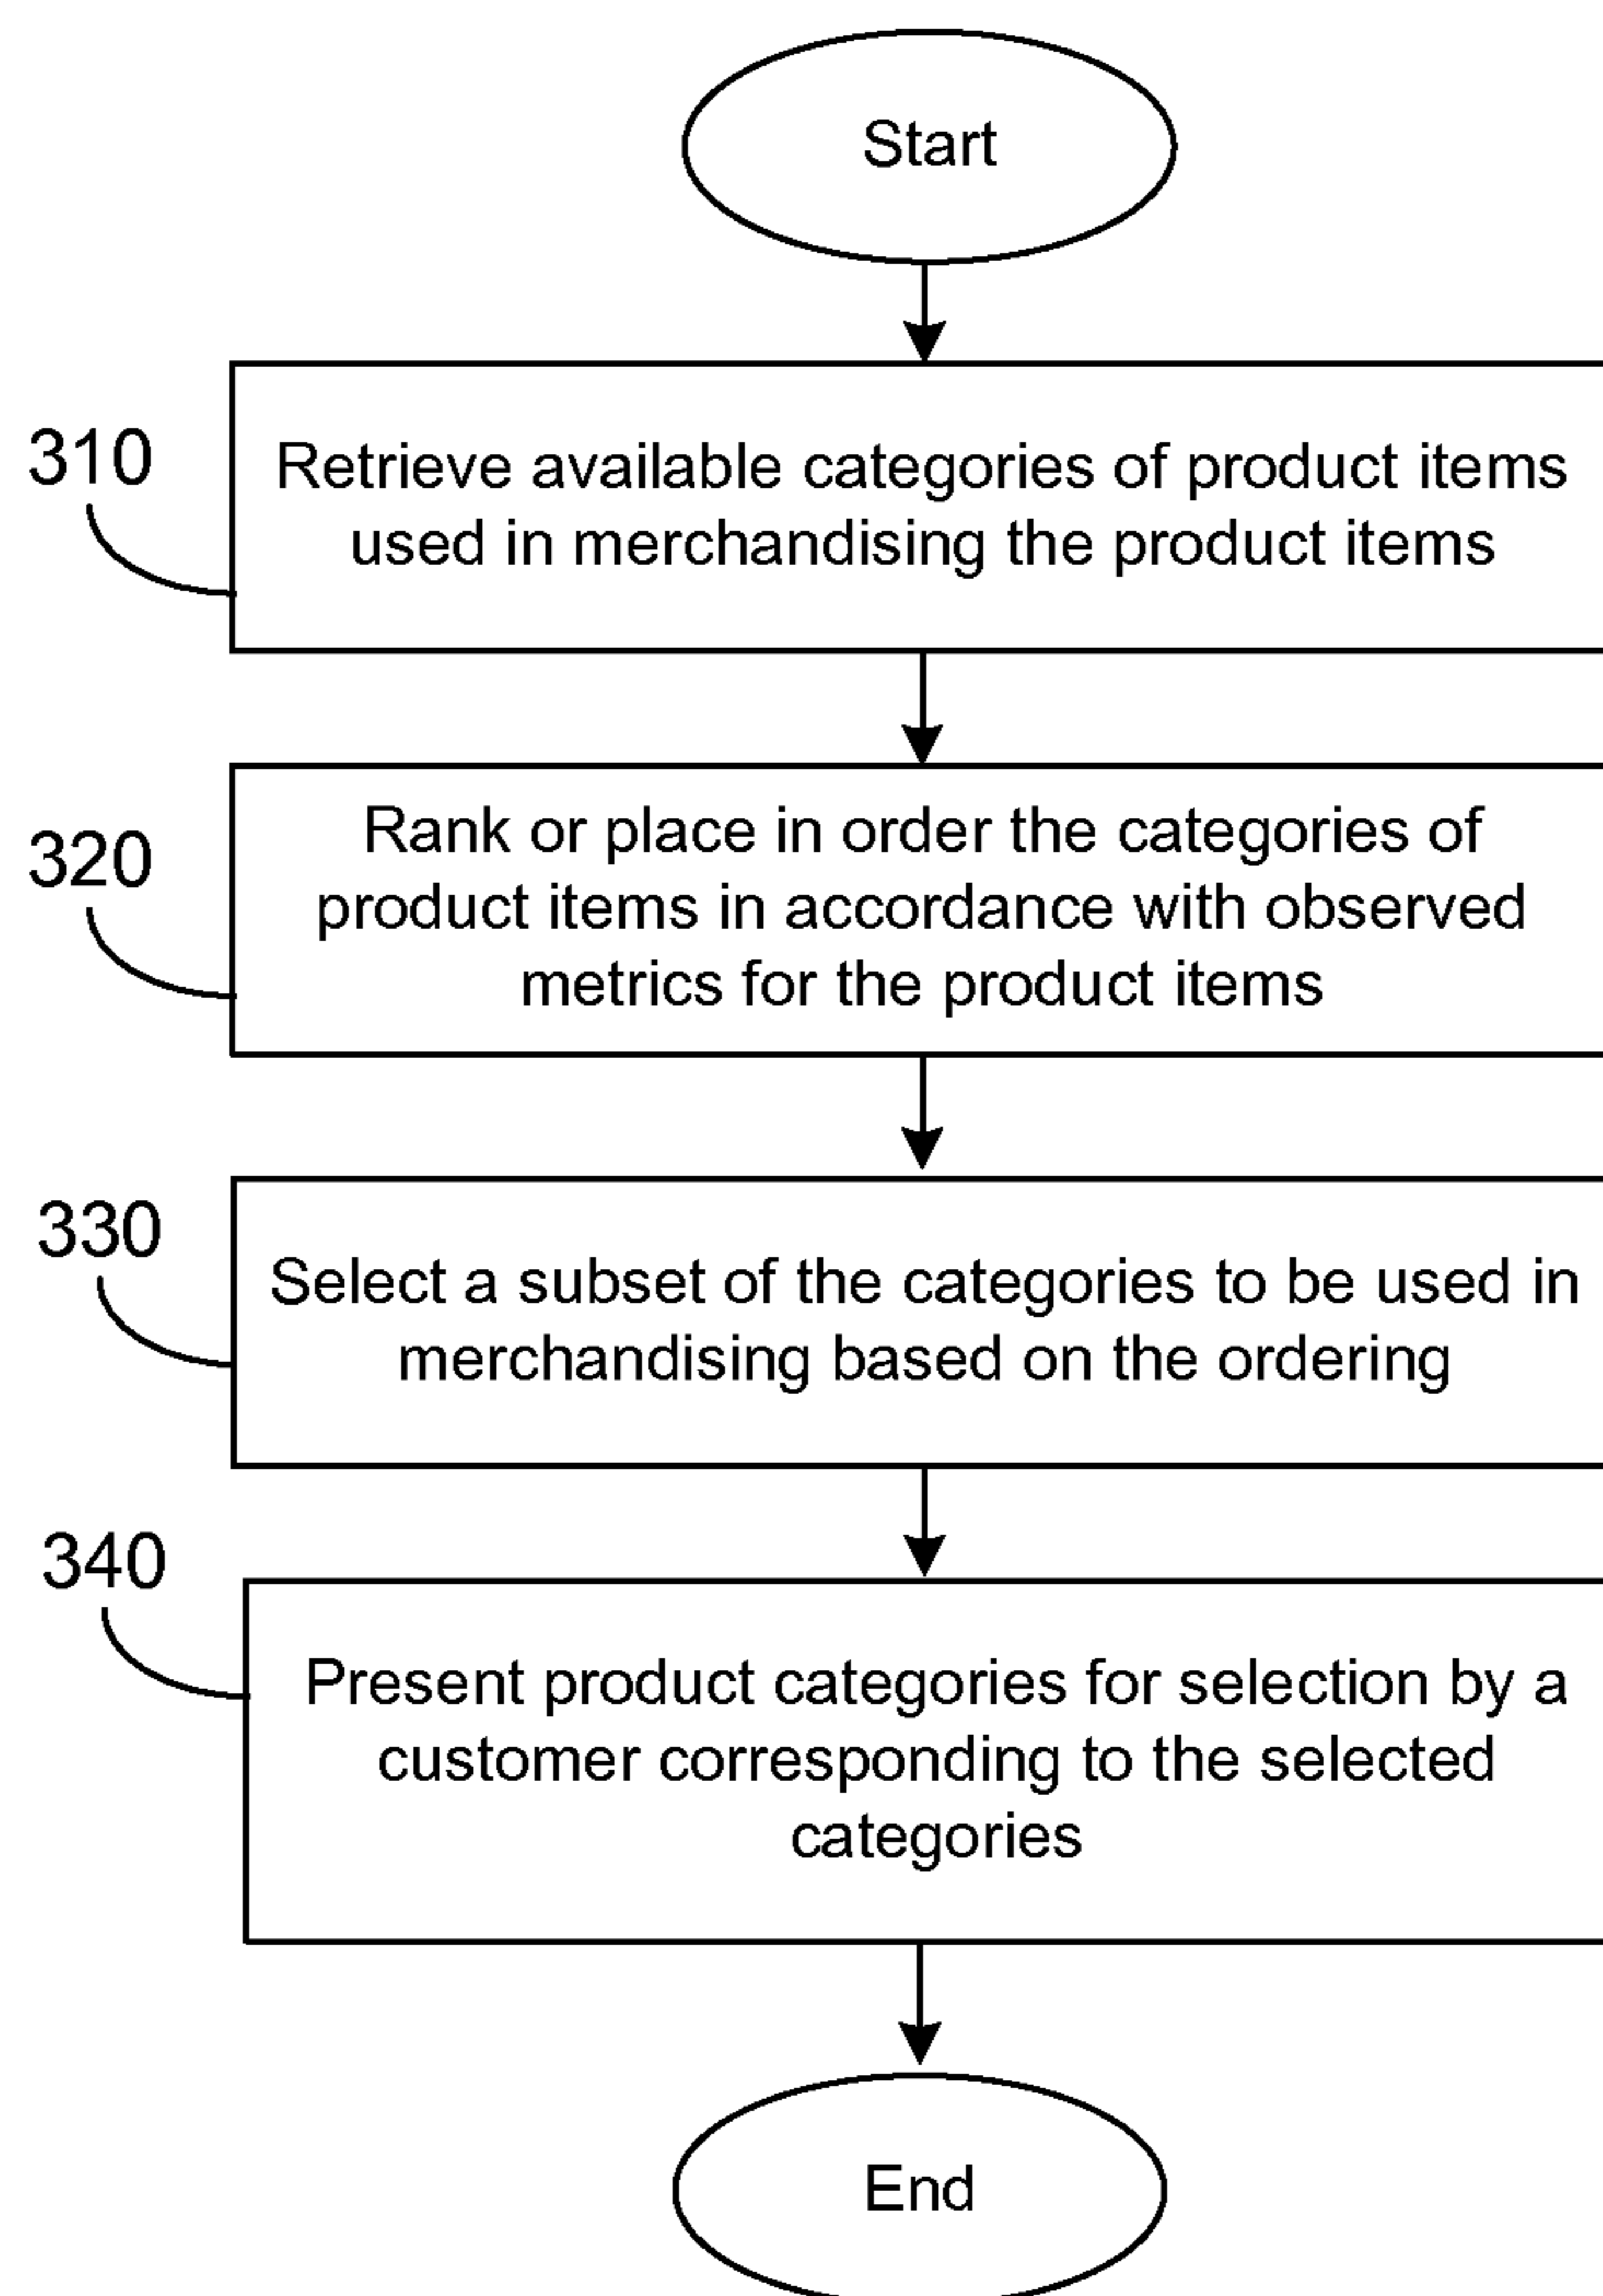 Start
310
Retrieve available categories of product items
used in merchandising the product items
320
Rank or place in order the categories of
product items in accordance with observed
metrics for the product items
330
Select a subset of the categories to be used in
merchandising based on the ordering
340
Present product categories for selection by a
customer corresponding to the selected
categories
End